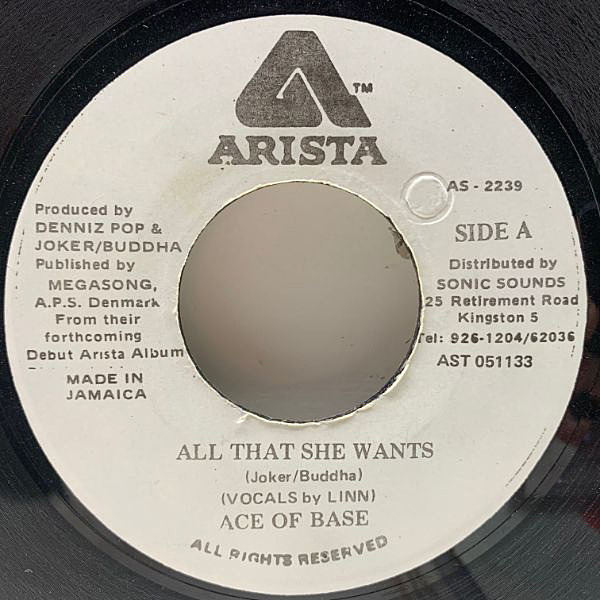 TM
ARISTA
AS - 2239
SIDE A
Produced by
DENNIZ POP &
JOKER/BUDDHA
Published by
MEGASONG,
A.P.S. Denmark
From their
forthcoming
Debut Arista Album
MADE IN
JAMAICA
Distributed by
SONIC SOUNDS
25 Retirement Road
Kingston 5
Tel: 926-1204/62036
AST 051133
ALL THAT SHE WANTS
(Joker/Buddha)
(VOCALS by LINN)
ACE OF BASE
ALL RIGHTS RESERVED